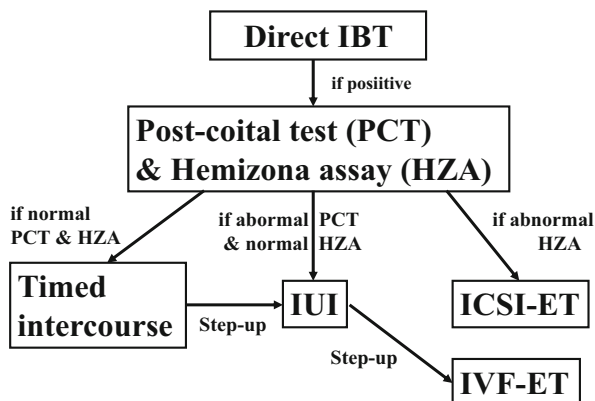 Direct IBT
if posiitive
Post-coital test (PCT)
& Hemizona assay (HZA)
if normal
PCT & HZA
if abormal PCT
& normal HZA
if abnormal
HZA
Timed
intercourse
Step-up
IUI
ICSI-ET
Step-up
IVF-ET